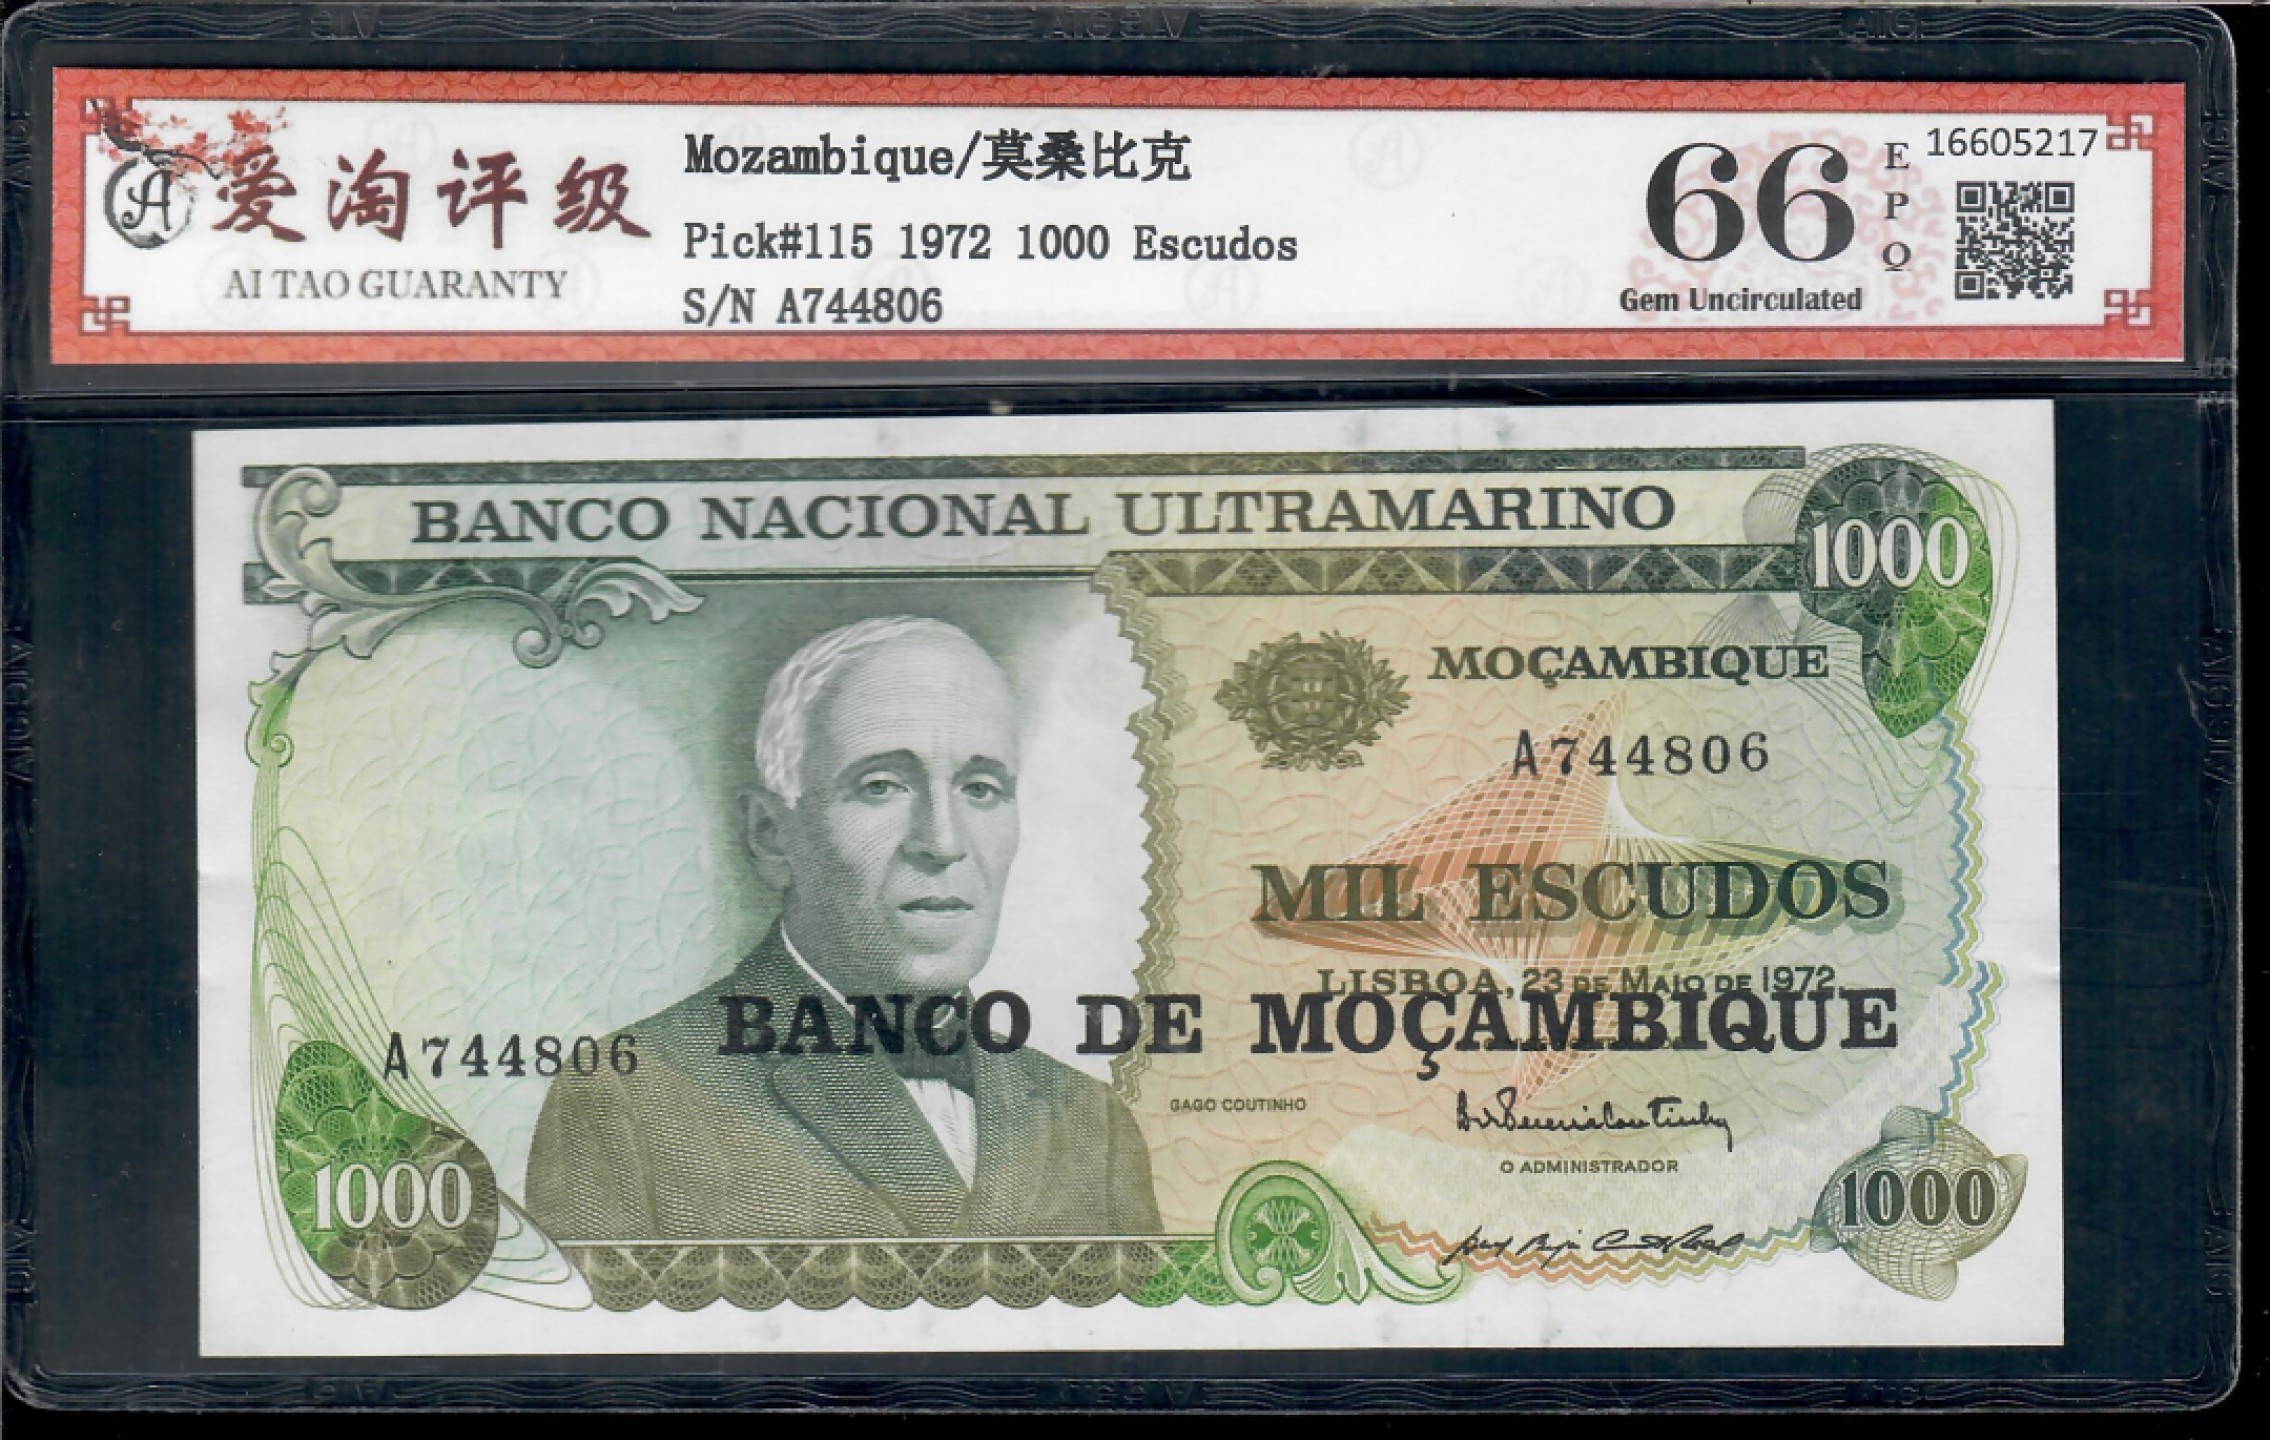 爱淘评级
AI TAO GUARANTY
Mozambique/莫桑比克
Pick#115 1972 1000 Escudos
S/N A744806
66
EPQ
Gem Uncirculated
16605217
BANCO NACIONAL ULTRAMARINO
1000
MOÇAMBIQUE
A744806
MIL ESCUDOS
LISBOA, 23 DE MAIO DE 1972
BANCO DE MOÇAMBIQUE
A744806
GAGO COUTINHO
O ADMINISTRADOR
1000
1000